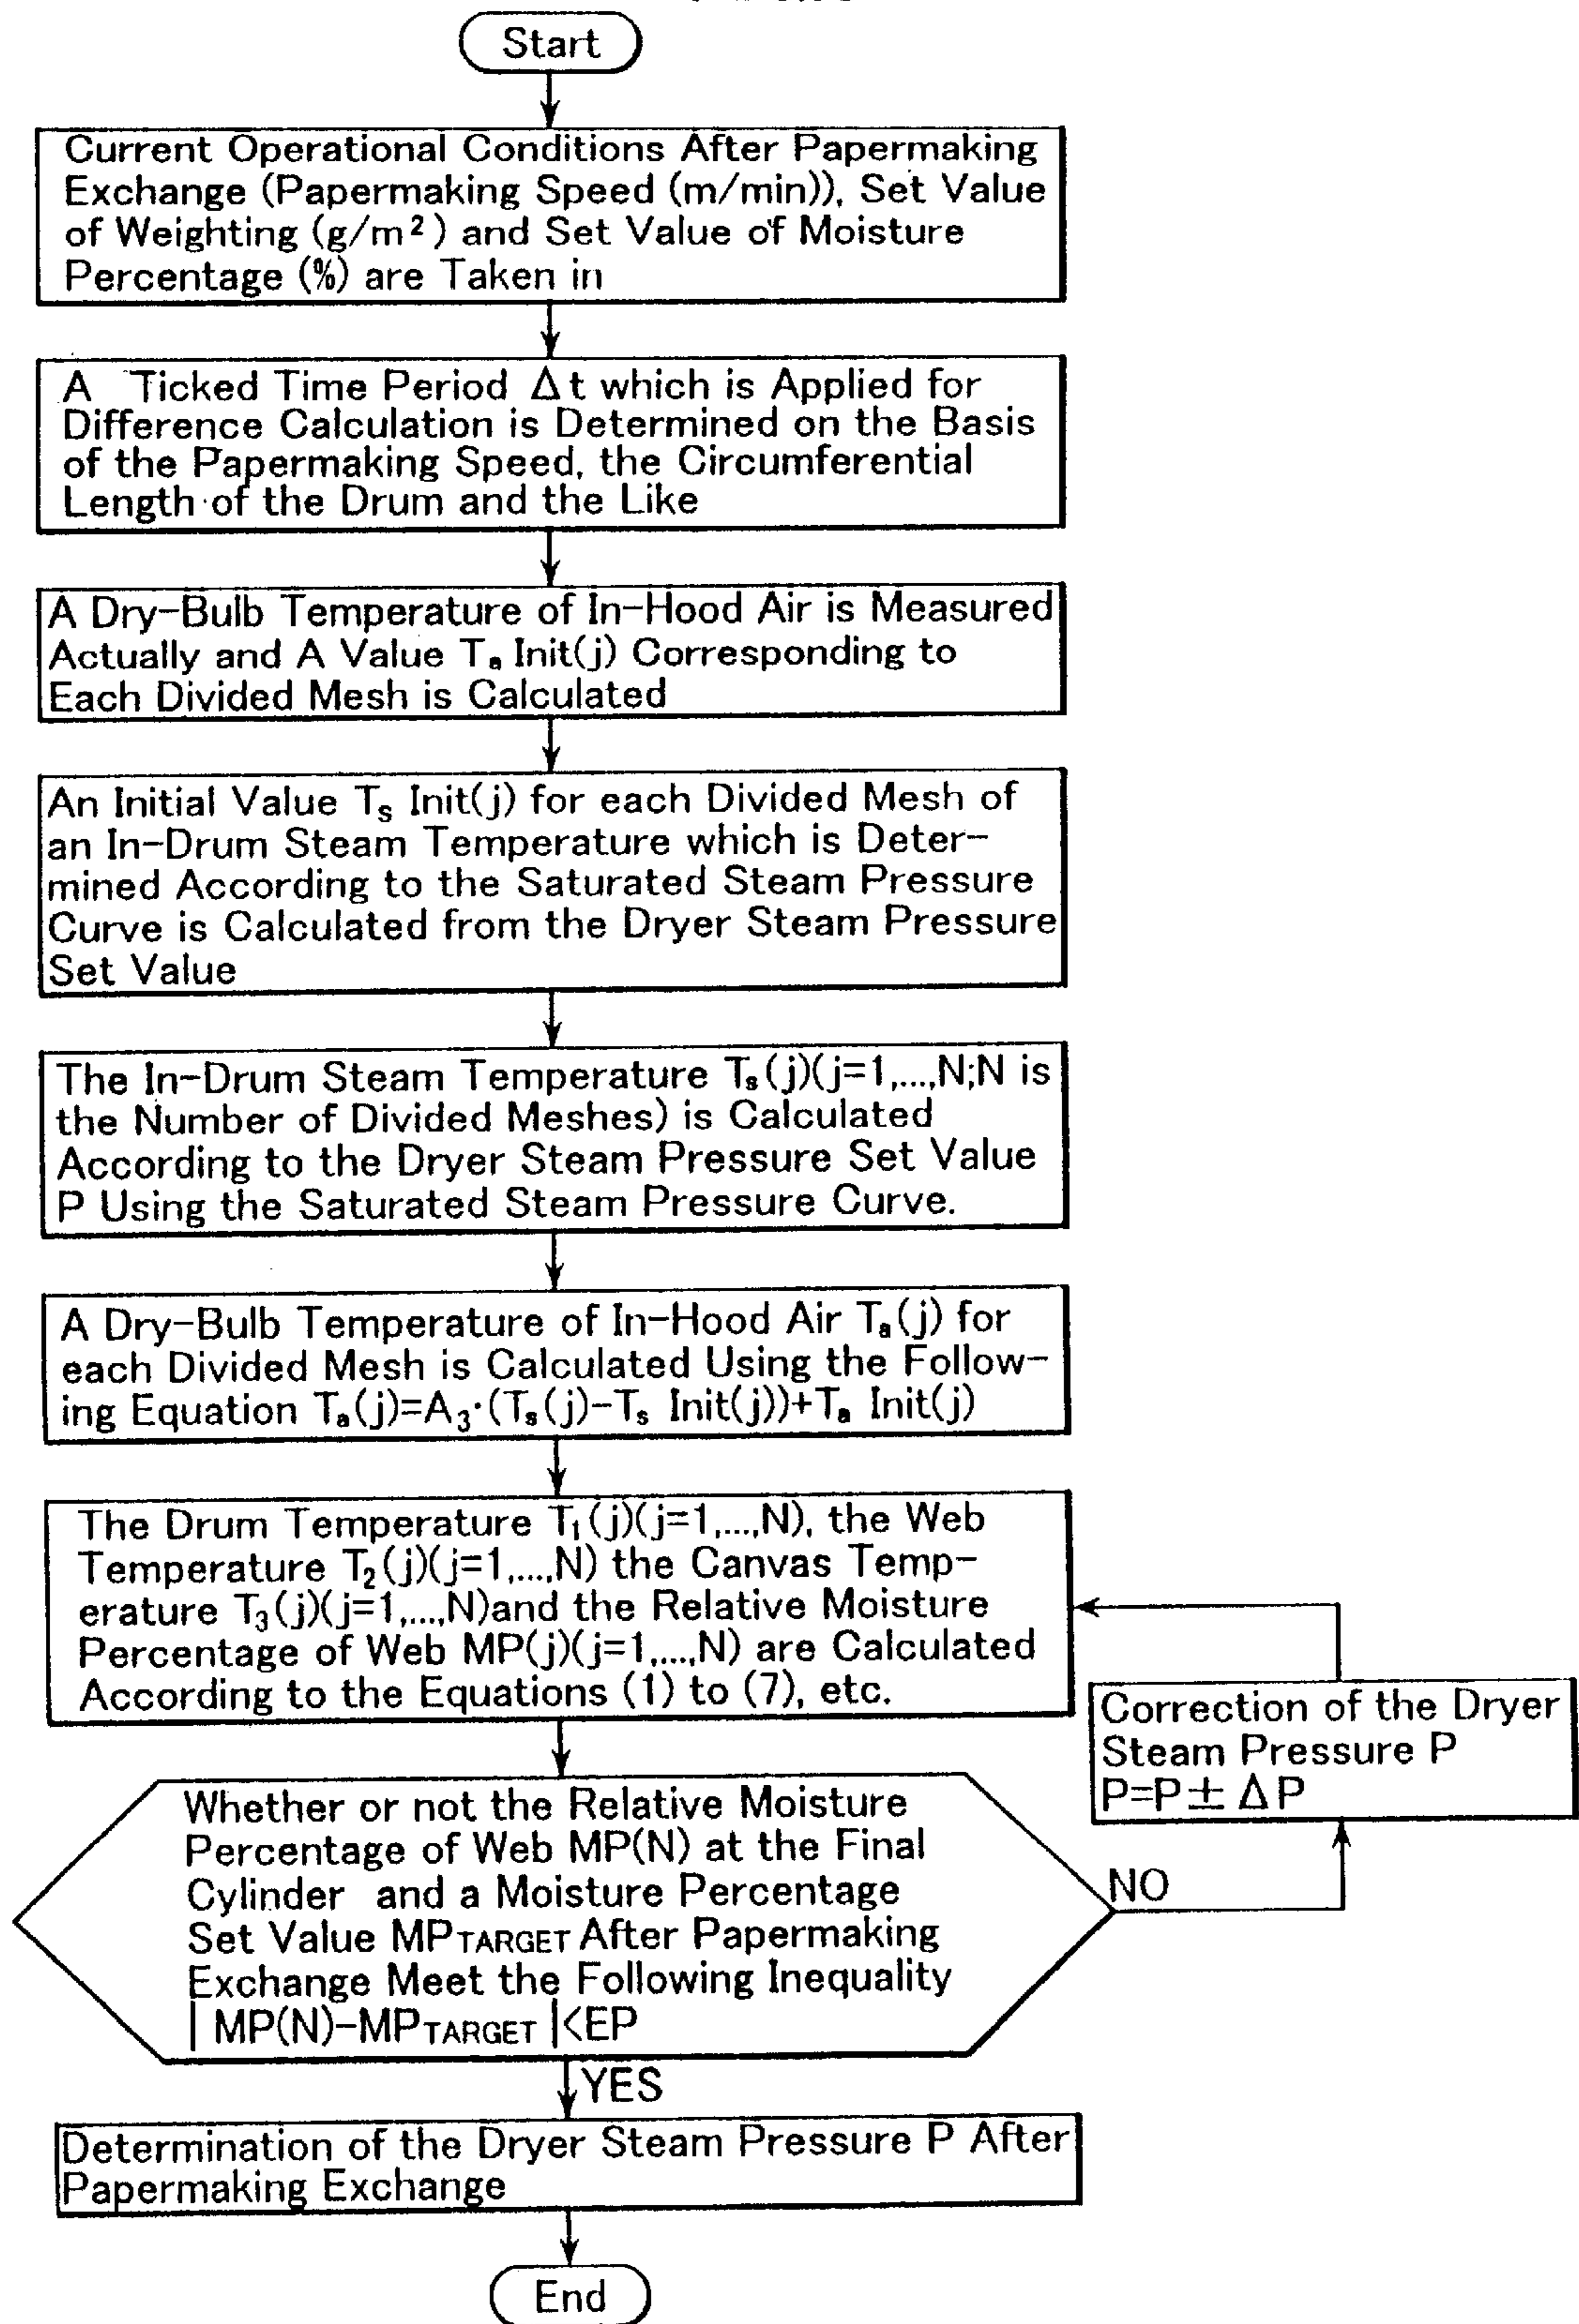 Start
Current Operational Conditions After Papermaking
Exchange (Papermaking Speed (m/min)), Set Value
of Weighting (g/m²) and Set Value of Moisture
Percentage (%) are Taken in
A Ticked Time Period Δt which is Applied for
Difference Calculation is Determined on the Basis
of the Papermaking Speed, the Circumferential
Length of the Drum and the Like
A Dry-Bulb Temperature of In-Hood Air is Measured
Actually and A Value Tₐ Init(j) Corresponding to
Each Divided Mesh is Calculated
An Initial Value Tₛ Init(j) for each Divided Mesh of
an In-Drum Steam Temperature which is Deter-
mined According to the Saturated Steam Pressure
Curve is Calculated from the Dryer Steam Pressure
Set Value
The In-Drum Steam Temperature Tₛ(j)(j=1,...,N;N is
the Number of Divided Meshes) is Calculated
According to the Dryer Steam Pressure Set Value
P Using the Saturated Steam Pressure Curve.
A Dry-Bulb Temperature of In-Hood Air Tₐ(j) for
each Divided Mesh is Calculated Using the Follow-
ing Equation Tₐ(j)=A₃·(Tₛ(j)-Tₛ Init(j))+Tₐ Init(j)
The Drum Temperature T₁(j)(j=1,...,N), the Web
Temperature T₂(j)(j=1,...,N) the Canvas Temp-
erature T₃(j)(j=1,...,N)and the Relative Moisture
Percentage of Web MP(j)(j=1,...,N) are Calculated
According to the Equations (1) to (7), etc.
Correction of the Dryer
Steam Pressure P
P=P± ΔP
Whether or not the Relative Moisture
Percentage of Web MP(N) at the Final
Cylinder and a Moisture Percentage
Set Value MPTARGET After Papermaking
Exchange Meet the Following Inequality
| MP(N)-MPTARGET |<EP
NO
YES
Determination of the Dryer Steam Pressure P After
Papermaking Exchange
End